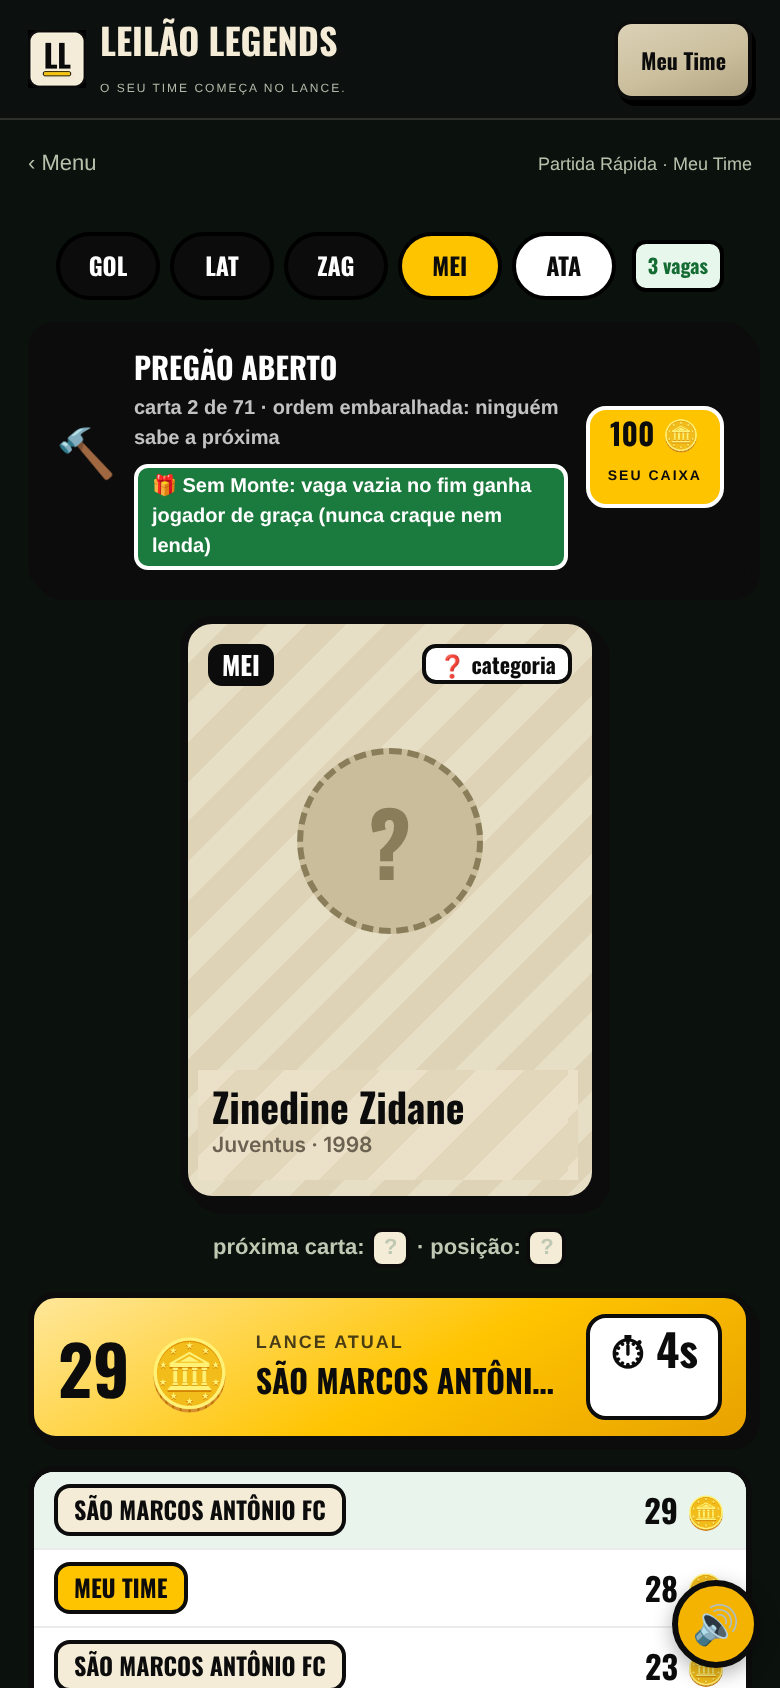 LL
LEILÃO LEGENDS
O SEU TIME COMEÇA NO LANCE.
Meu Time
‹ Menu
Partida Rápida · Meu Time
GOL
LAT
ZAG
MEI
ATA
3 vagas
PREGÃO ABERTO
carta 2 de 71 · ordem embaralhada: ninguém
sabe a próxima
🎁 Sem Monte: vaga vazia no fim ganha
jogador de graça (nunca craque nem
lenda)
100
SEU CAIXA
MEI
❓ categoria
?
Zinedine Zidane
Juventus · 1998
próxima carta: ? · posição: ?
29
LANCE ATUAL
SÃO MARCOS ANTÔNI...
⏱ 4s
SÃO MARCOS ANTÔNIO FC
29
MEU TIME
28
SÃO MARCOS ANTÔNIO FC
23